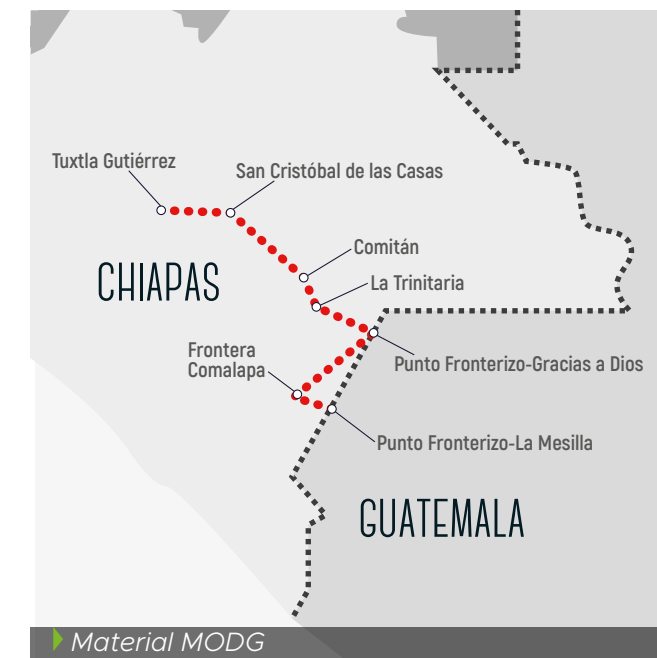 Tuxtla Gutiérrez
San Cristóbal de las Casas
Comitán
CHIAPAS
La Trinitaria
Frontera
Comalapa
Punto Fronterizo-Gracias a Dios
Punto Fronterizo-La Mesilla
GUATEMALA
Material MODG